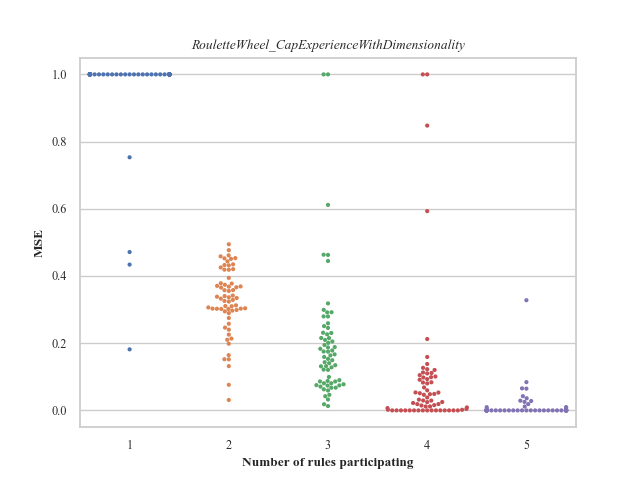 RouletteWheel_CapExperienceWithDimensionality
1.0
0.8
0.6
0.4
0.2
0.0
MSE
1 2 3 4 5
Number of rules participating